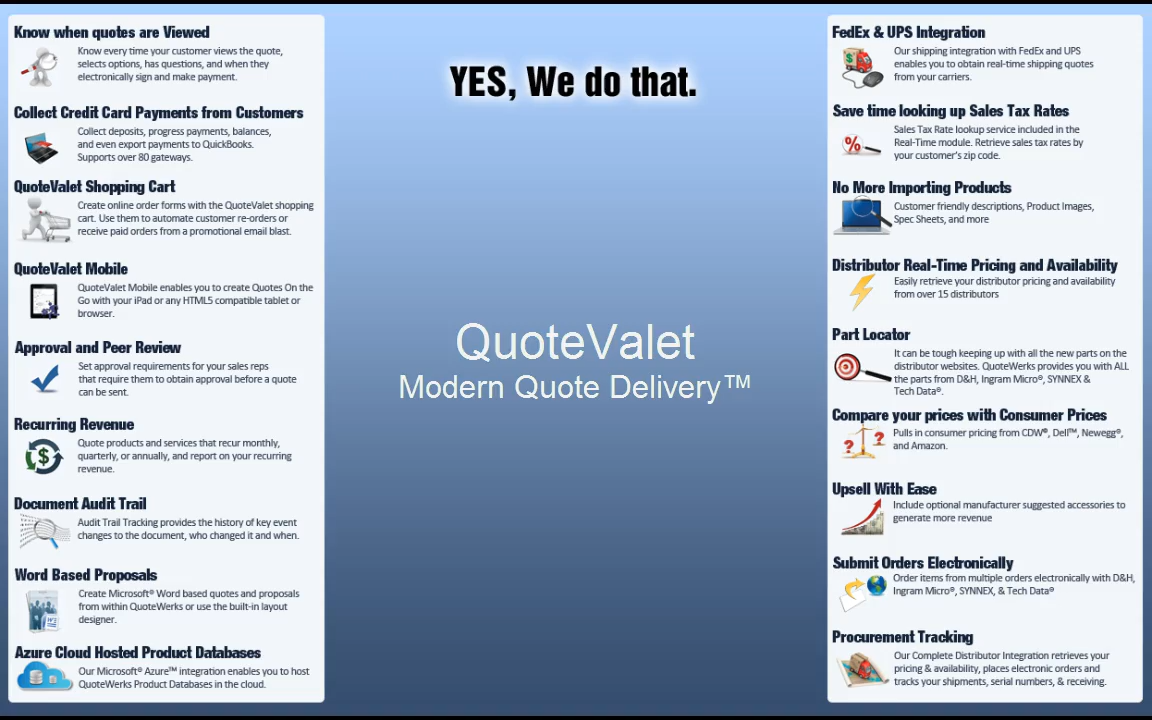 Know when quotes are Viewed
Know every time your customer views the quote,
selects options, has questions, and when they
electronically sign and make payment.
Collect Credit Card Payments from Customers
Collect deposits, progress payments, balances,
and even export payments to QuickBooks.
Supports over 80 gateways.
QuoteValet Shopping Cart
Create online order forms with the QuoteValet shopping
cart. Use them to automate customer re-orders or
receive paid orders from a promotional email blast.
QuoteValet Mobile
QuoteValet Mobile enables you to create Quotes On the
Go with your iPad or any HTML5 compatible tablet or
browser.
Approval and Peer Review
Set approval requirements for your sales reps
that require them to obtain approval before a quote
can be sent.
Recurring Revenue
Quote products and services that recur monthly,
quarterly, or annually, and report on your recurring
revenue.
Document Audit Trail
Audit Trail Tracking provides the history of key event
changes to the document, who changed it and when.
Word Based Proposals
Create Microsoft® Word based quotes and proposals
from within QuoteWerks or use the built-in layout
designer.
Azure Cloud Hosted Product Databases
Our Microsoft® Azure™ integration enables you to host
QuoteWerks Product Databases in the cloud.
YES, We do that.
QuoteValet
Modern Quote Delivery™
FedEx & UPS Integration
Our shipping integration with FedEx and UPS
enables you to obtain real-time shipping quotes
from your carriers.
Save time looking up Sales Tax Rates
%
Sales Tax Rate lookup service included in the
Real-Time module. Retrieve sales tax rates by
your customer's zip code.
No More Importing Products
Customer friendly descriptions, Product Images,
Spec Sheets, and more
Distributor Real-Time Pricing and Availability
Easily retrieve your distributor pricing and availability
from over 15 distributors
Part Locator
It can be tough keeping up with all the new parts on the
distributor websites. QuoteWerks provides you with ALL
the parts from D&H, Ingram Micro®, SYNNEX &
Tech Data®.
Compare your prices with Consumer Prices
? ?
Pulls in consumer pricing from CDW®, Dell™, Newegg®,
and Amazon.
Upsell With Ease
Include optional manufacturer suggested accessories to
generate more revenue
Submit Orders Electronically
Order items from multiple orders electronically with D&H,
Ingram Micro®, SYNNEX, & Tech Data®
Procurement Tracking
Our Complete Distributor Integration retrieves your
pricing & availability, places electronic orders and
tracks your shipments, serial numbers, & receiving.